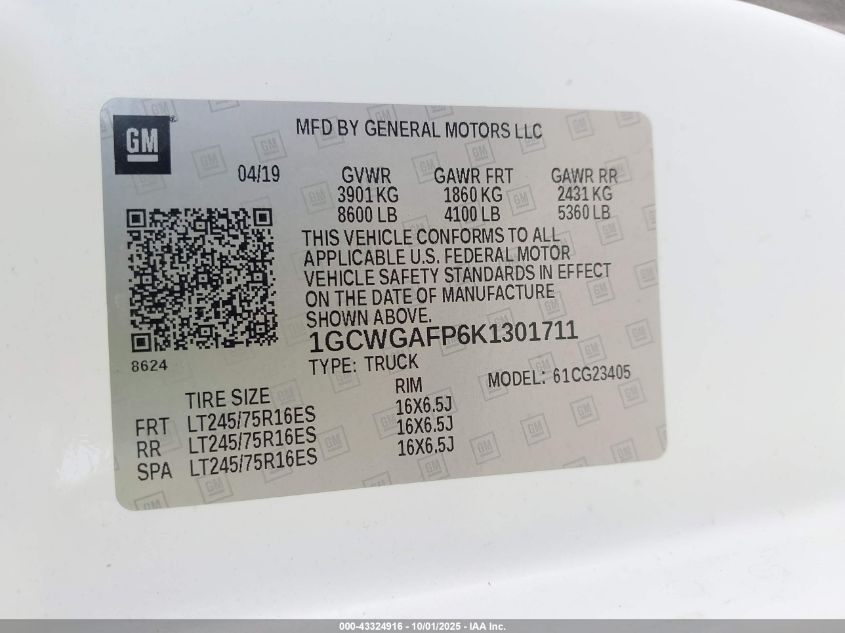 GM
MFD BY GENERAL MOTORS LLC
04/19
GVWR GAWR FRT GAWR RR
3901 KG 1860 KG 2431 KG
8600 LB 4100 LB 5360 LB
THIS VEHICLE CONFORMS TO ALL
APPLICABLE U.S. FEDERAL MOTOR
VEHICLE SAFETY STANDARDS IN EFFECT
ON THE DATE OF MANUFACTURE
SHOWN ABOVE.
1GCWGAFP6K1301711
8624
TYPE: TRUCK
MODEL: 61CG23405
TIRE SIZE RIM
FRT LT245/75R16ES 16X6.5J
RR LT245/75R16ES 16X6.5J
SPA LT245/75R16ES 16X6.5J
000-43324916 - 10/01/2025 - IAA Inc.